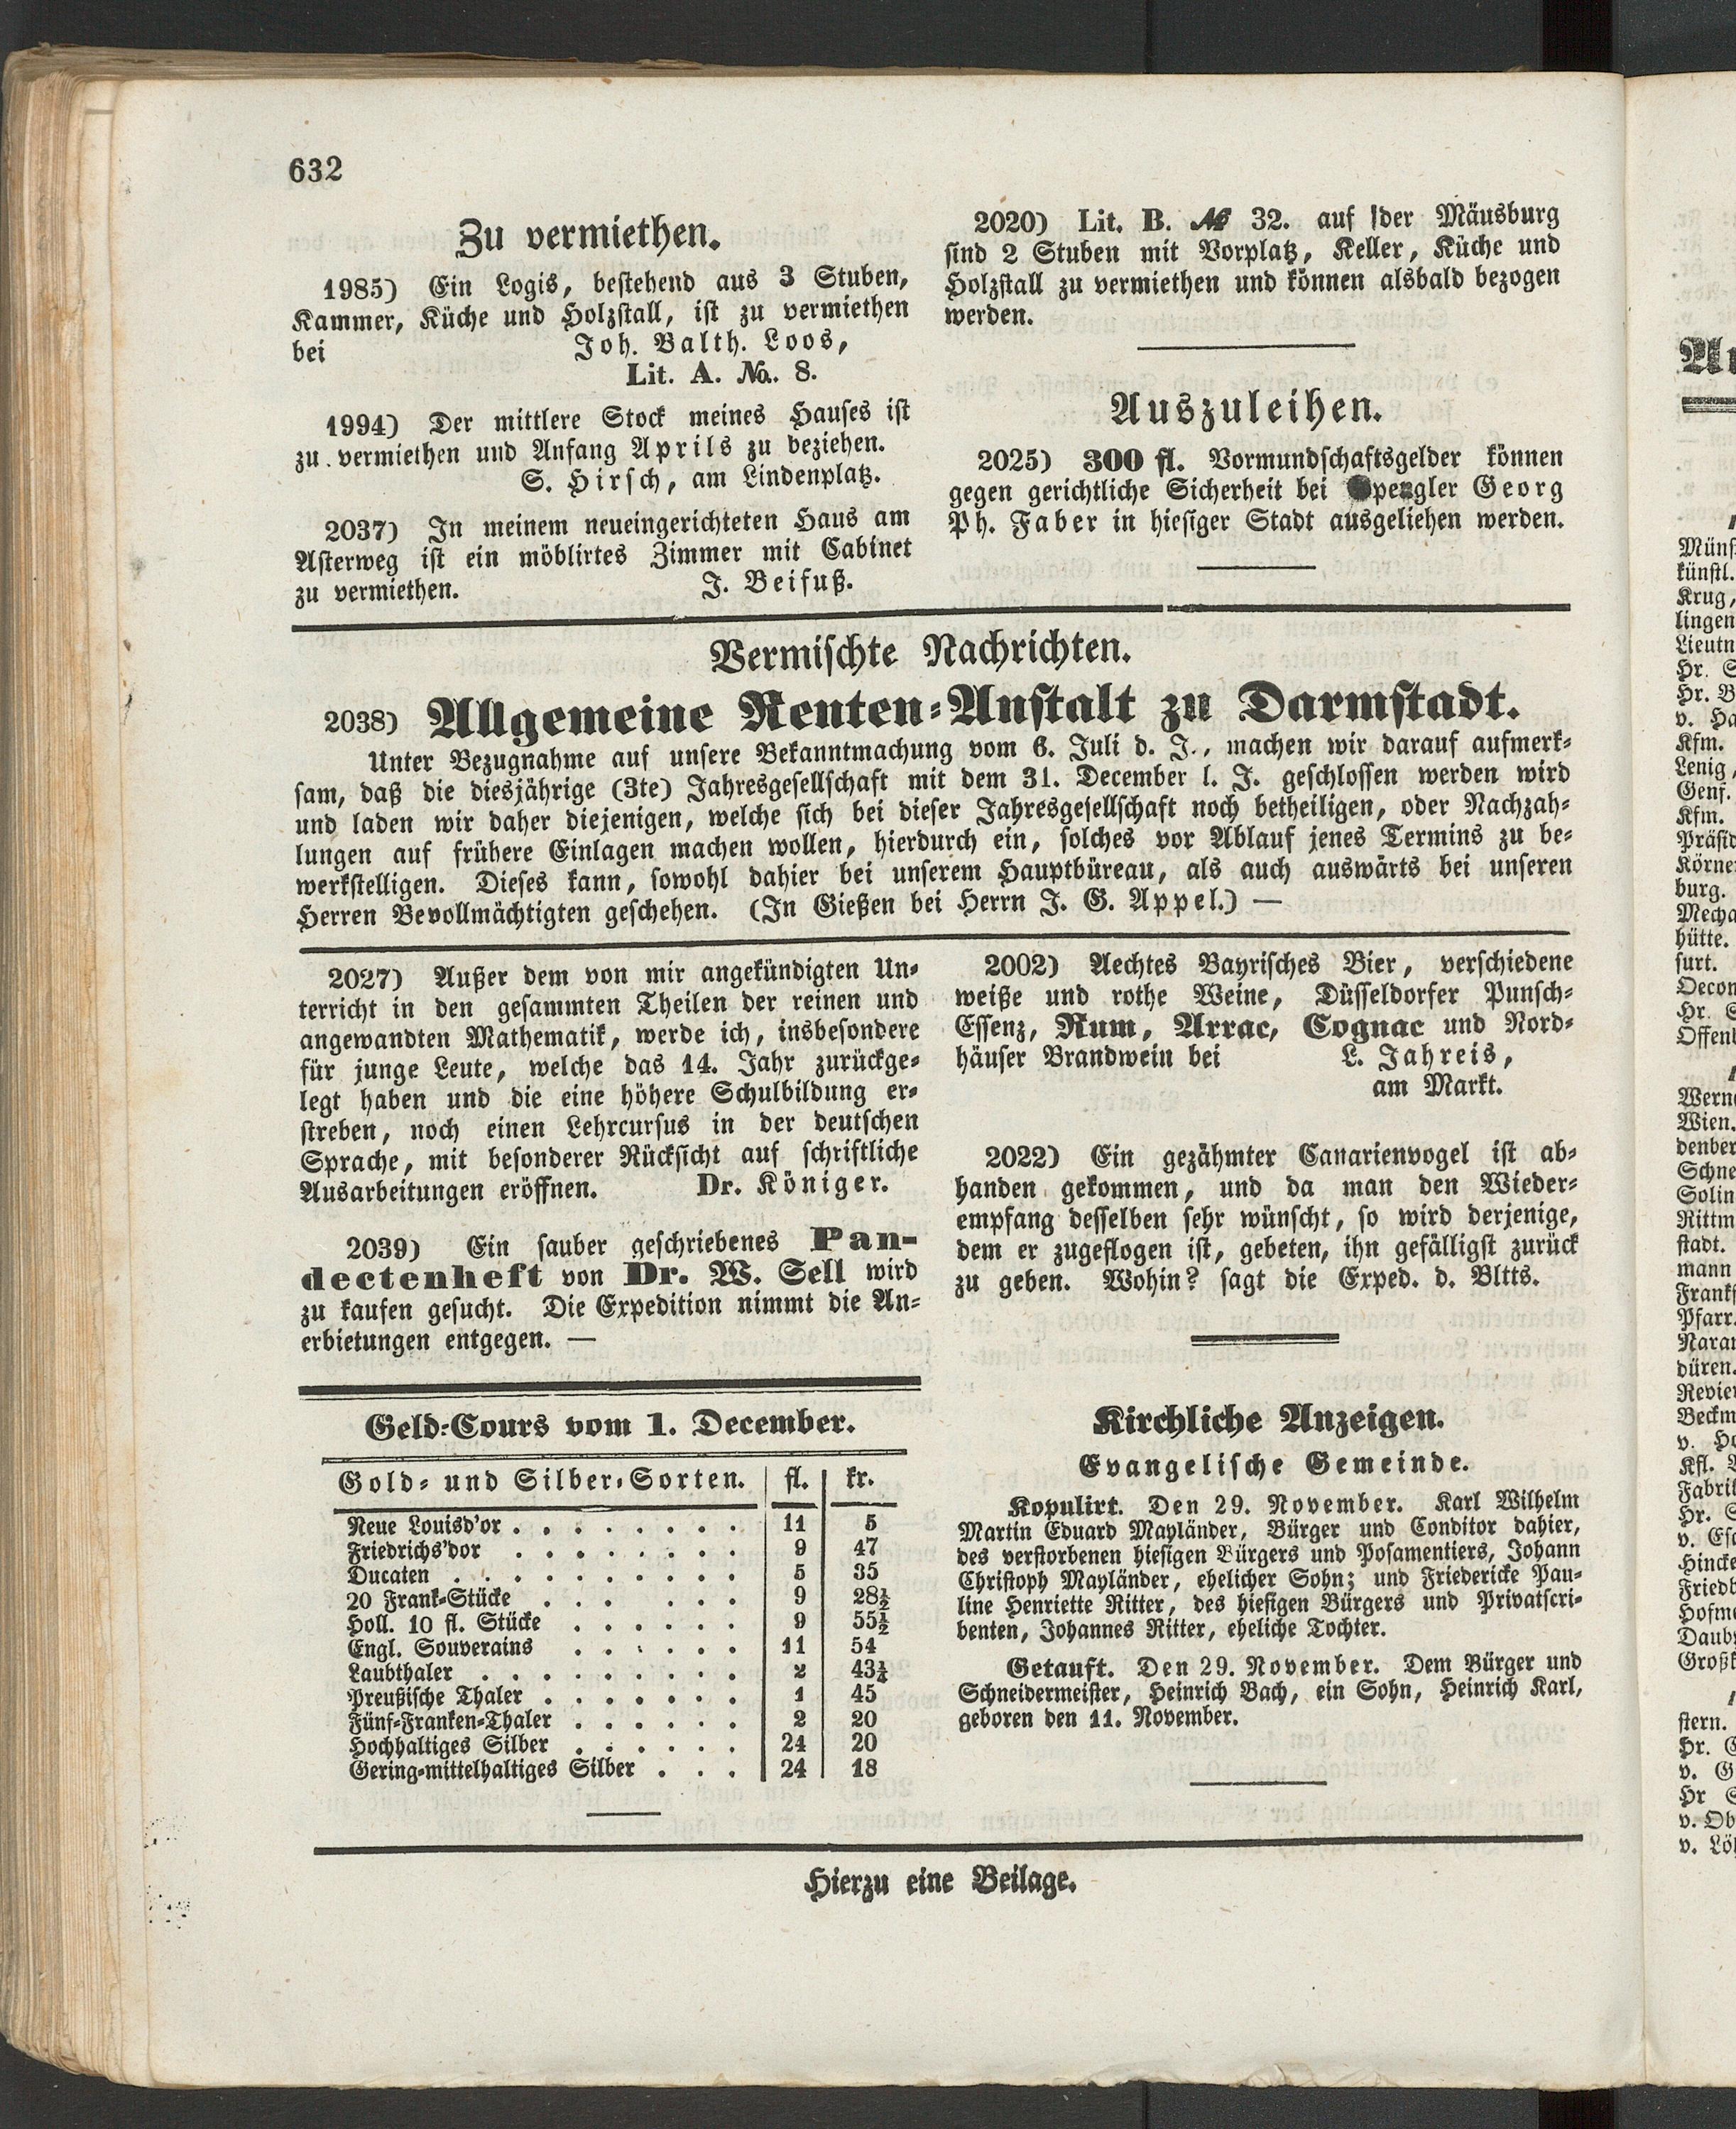 632
Zu vermiethen.
1985) Ein Logis, bestehend aus 3 Stuben,
Kammer, Küche und Holzstall, ist zu vermiethen
bei Joh. Balth. Loos,
Lit. A. No. 8.
1994) Der mittlere Stock meines Hauses ist
zu vermiethen und Anfang Aprils zu beziehen.
S. Hirsch, am Lindenplatz.
2037) In meinem neueingerichteten Haus am
Asterweg ist ein möblirtes Zimmer mit Cabinet
zu vermiethen. J. Beifuß.
2020) Lit. B. № 32. auf der Mäusburg
sind 2 Stuben mit Vorplatz, Keller, Küche und
Holzstall zu vermiethen und können alsbald bezogen
werden.
Auszuleihen.
2025) 300 fl. Vormundschaftsgelder können
gegen gerichtliche Sicherheit bei Spengler Georg
Ph. Faber in hiesiger Stadt ausgeliehen werden.
Vermischte Nachrichten.
2038) Allgemeine Renten-Anstalt zu Darmstadt.
Unter Bezugnahme auf unsere Bekanntmachung vom 6. Juli d. J., machen wir darauf aufmerk-
sam, daß die diesjährige (3te) Jahresgesellschaft mit dem 31. December l. J. geschlossen werden wird
und laden wir daher diejenigen, welche sich bei dieser Jahresgesellschaft noch betheiligen, oder Nachzah-
lungen auf frühere Einlagen machen wollen, hierdurch ein, solches vor Ablauf jenes Termins zu be-
werkstelligen. Dieses kann, sowohl dahier bei unserem Hauptbüreau, als auch auswärts bei unseren
Herren Bevollmächtigten geschehen. (In Gießen bei Herrn J. G. Appel.) —
2027) Außer dem von mir angekündigten Un-
terricht in den gesammten Theilen der reinen und
angewandten Mathematik, werde ich, insbesondere
für junge Leute, welche das 14. Jahr zurückge-
legt haben und die eine höhere Schulbildung er-
streben, noch einen Lehrcursus in der deutschen
Sprache, mit besonderer Rücksicht auf schriftliche
Ausarbeitungen eröffnen. Dr. Königer.
2039) Ein sauber geschriebenes Pan-
dectenheft von Dr. W. Sell wird
zu kaufen gesucht. Die Expedition nimmt die An-
erbietungen entgegen. —
Geld-Cours vom 1. December.
Gold- und Silber-Sorten. fl. kr.
Neue Louisd'or . . . . . . . . 11 5
Friedrichs'dor . . . . . . . . 9 47
Ducaten . . . . . . . . . . 5 35
20 Frank-Stücke . . . . . . 9 28½
Holl. 10 fl. Stücke . . . . . . 9 55½
Engl. Souverains . . . . . . 11 54
Laubthaler . . . . . . . . . 2 43¼
Preußische Thaler . . . . . . . 1 45
Fünf-Franken-Thaler . . . . . . 2 20
Hochhaltiges Silber . . . . . . 24 20
Gering-mittelhaltiges Silber . . . 24 18
2002) Aechtes Bayrisches Bier, verschiedene
weiße und rothe Weine, Düsseldorfer Punsch-
Essenz, Rum, Arrac, Cognac und Nord-
häuser Brandwein bei L. Jahreis,
am Markt.
2022) Ein gezähmter Canarienvogel ist ab-
handen gekommen, und da man den Wieder-
empfang desselben sehr wünscht, so wird derjenige,
dem er zugeflogen ist, gebeten, ihn gefälligst zurück
zu geben. Wohin? sagt die Exped. d. Bltts.
Kirchliche Anzeigen.
Evangelische Gemeinde.
Kopulirt. Den 29. November. Karl Wilhelm
Martin Eduard Mayländer, Bürger und Conditor dahier,
des verstorbenen hiesigen Bürgers und Posamentiers, Johann
Christoph Mayländer, ehelicher Sohn; und Friedericke Pau-
line Henriette Ritter, des hiesigen Bürgers und Privatscri-
benten, Johannes Ritter, eheliche Tochter.
Getauft. Den 29. November. Dem Bürger und
Schneidermeister, Heinrich Bach, ein Sohn, Heinrich Karl,
geboren den 11. November.
Hierzu eine Beilage.